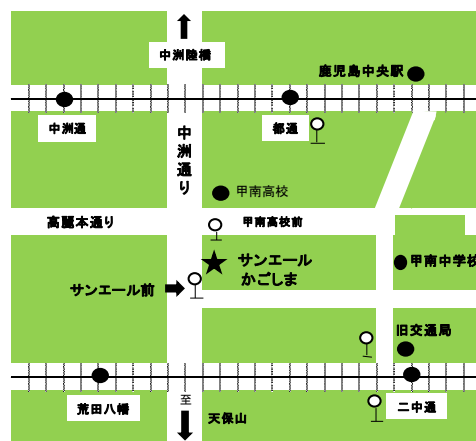 中洲陸橋
鹿児島中央駅
中洲通
都通
中洲通り
甲南高校
高麗本通り
甲南高校前
サンエール
かごしま
甲南中学校
サンエール前
旧交通局
荒田八幡
至
天保山
二中通